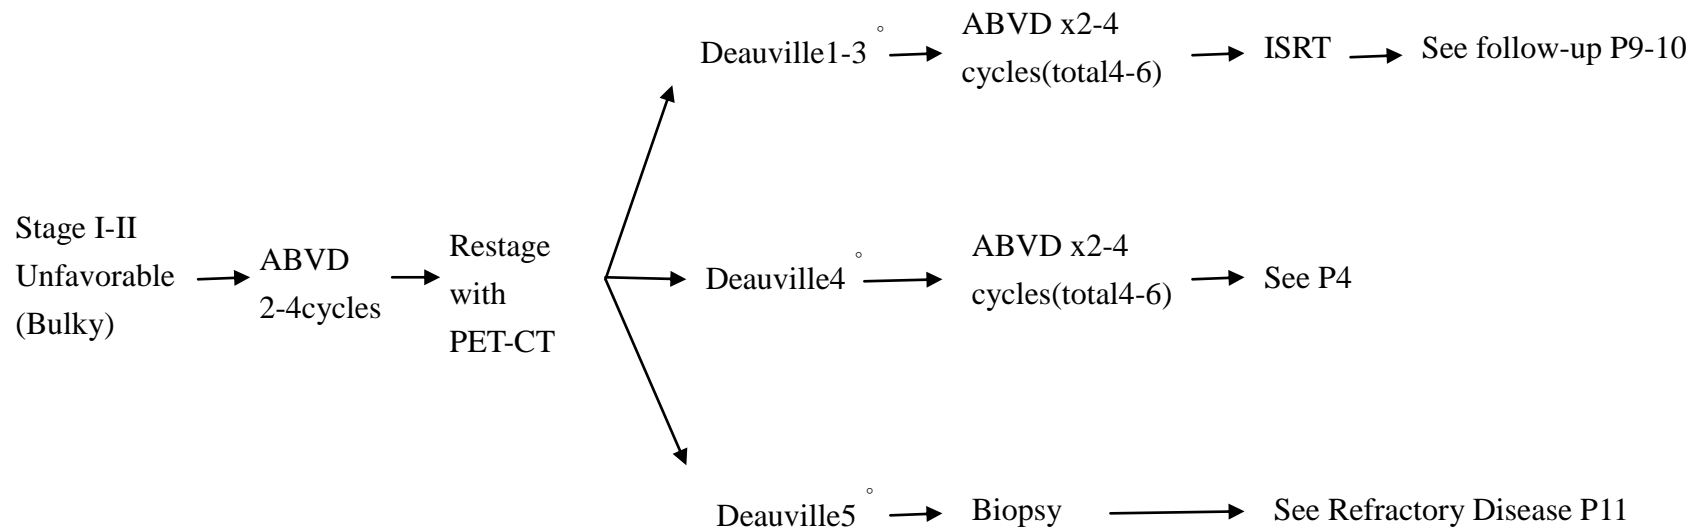 Stage I-II
Unfavorable
(Bulky)
ABVD
2-4cycles
Restage
with
PET-CT
Deauville1-3 °
ABVD x2-4
cycles(total4-6)
ISRT
See follow-up P9-10
Deauville4 °
ABVD x2-4
cycles(total4-6)
See P4
Deauville5 °
Biopsy
See Refractory Disease P11